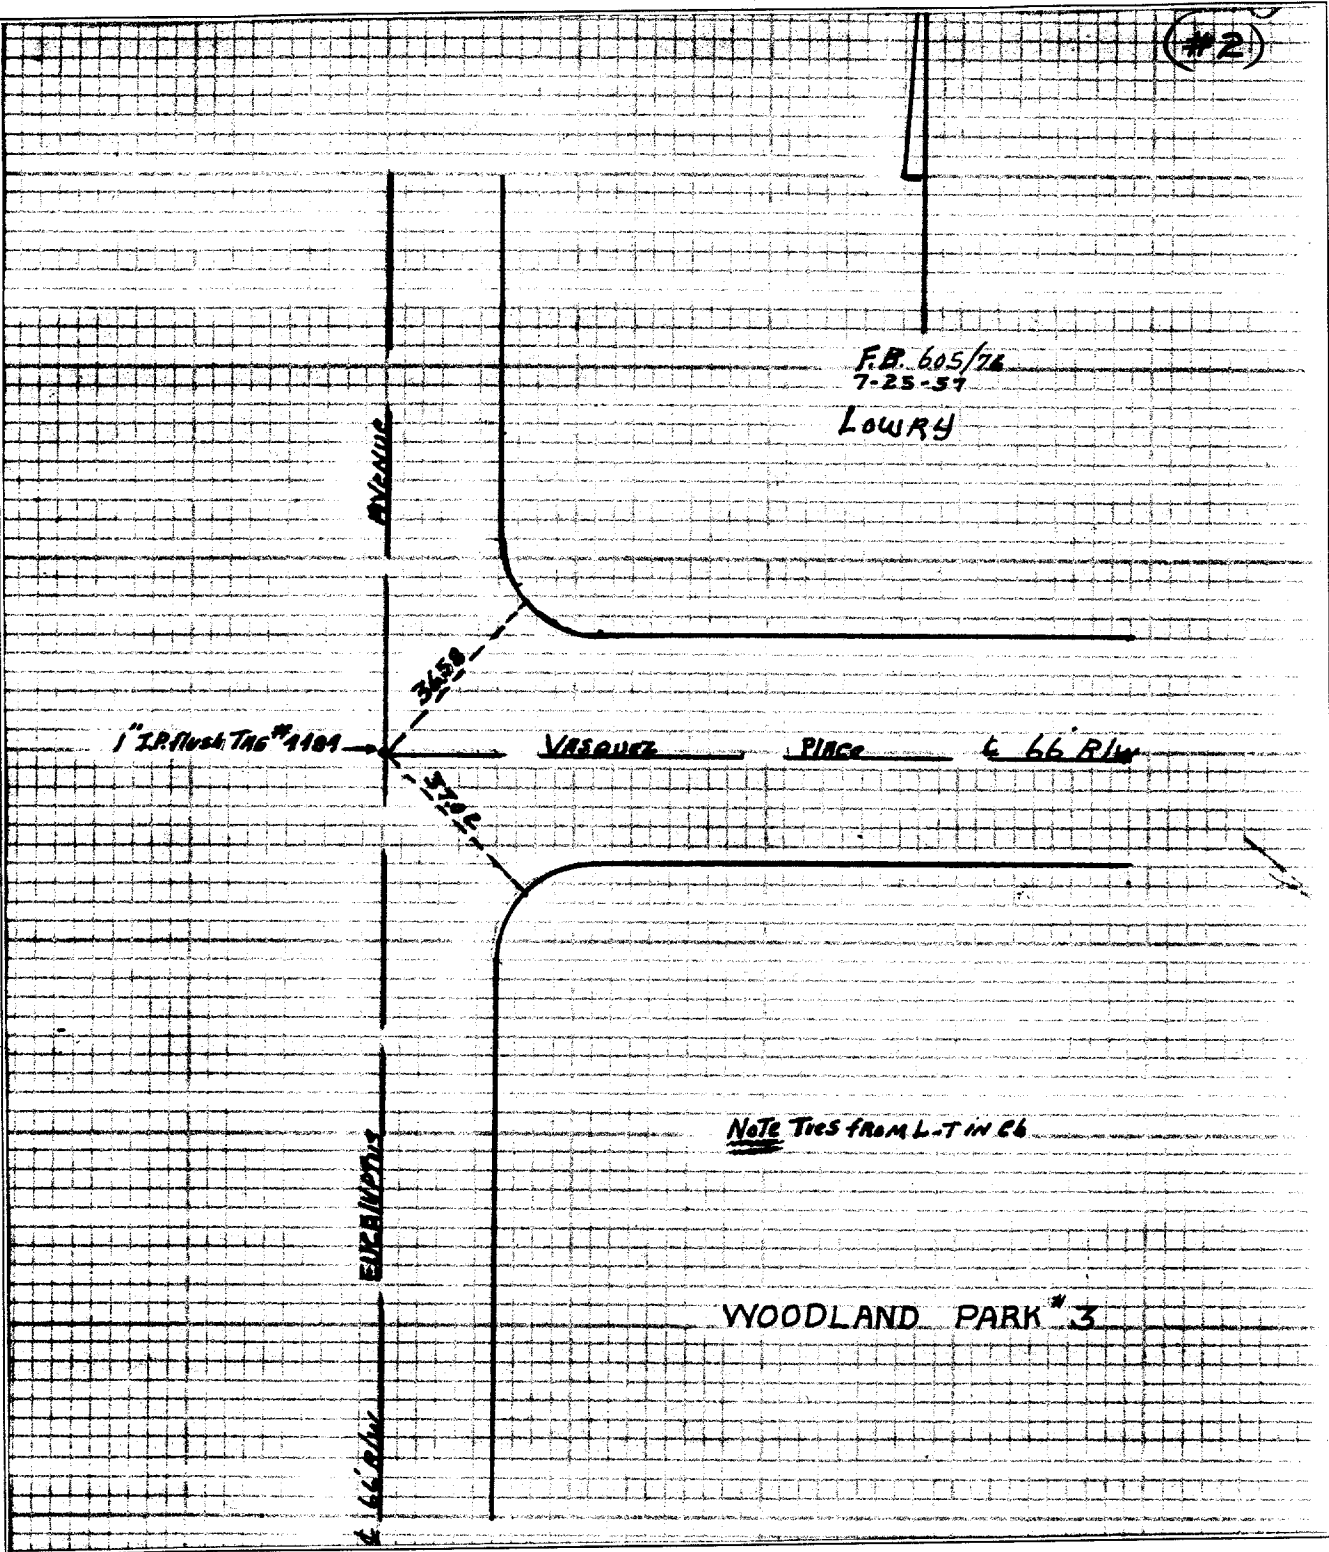 (#2)
F.B. 605/76
7-25-57
LOWRY
AVENUE
36.58
1" I.P. flush TAG #
VASQUEZ PLACE ℄ 66' R/W
37.02
NOTE TIES FROM L-T IN Cb
EUCALYPTUS
WOODLAND PARK #3
℄ 66' R/W